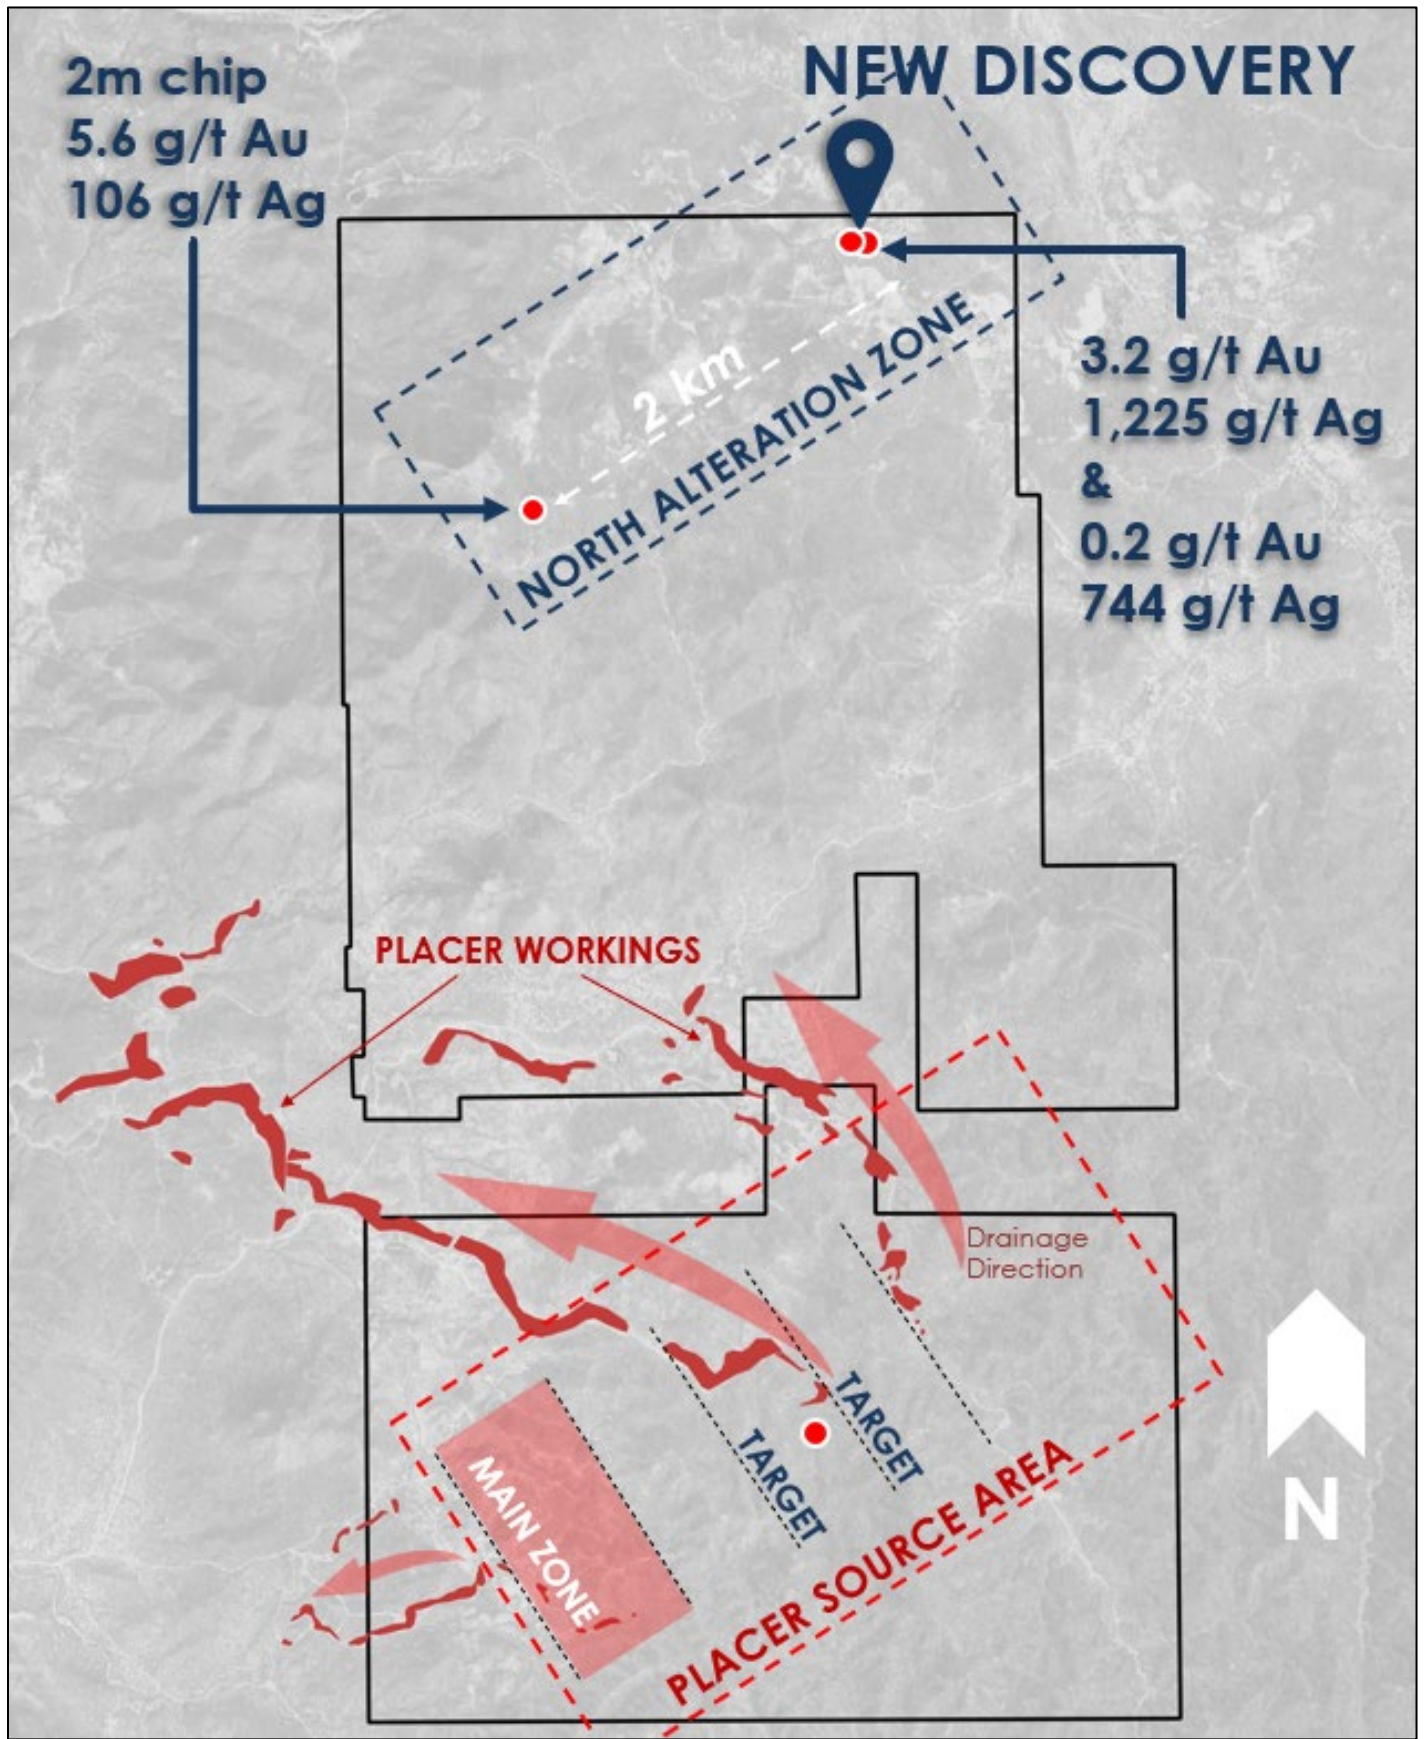 2m chip
5.6 g/t Au
106 g/t Ag
NEW DISCOVERY
2 km
NORTH ALTERATION ZONE
3.2 g/t Au
1,225 g/t Ag
&
0.2 g/t Au
744 g/t Ag
PLACER WORKINGS
Drainage
Direction
TARGET
TARGET
MAIN ZONE
PLACER SOURCE AREA
N